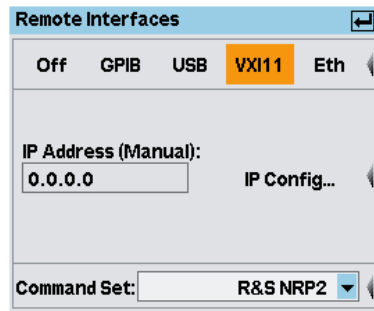 Remote Interfaces
Off GPIB USB VXI11 Eth
IP Address (Manual):
0.0.0.0 IP Config...
Command Set: R&S NRP2